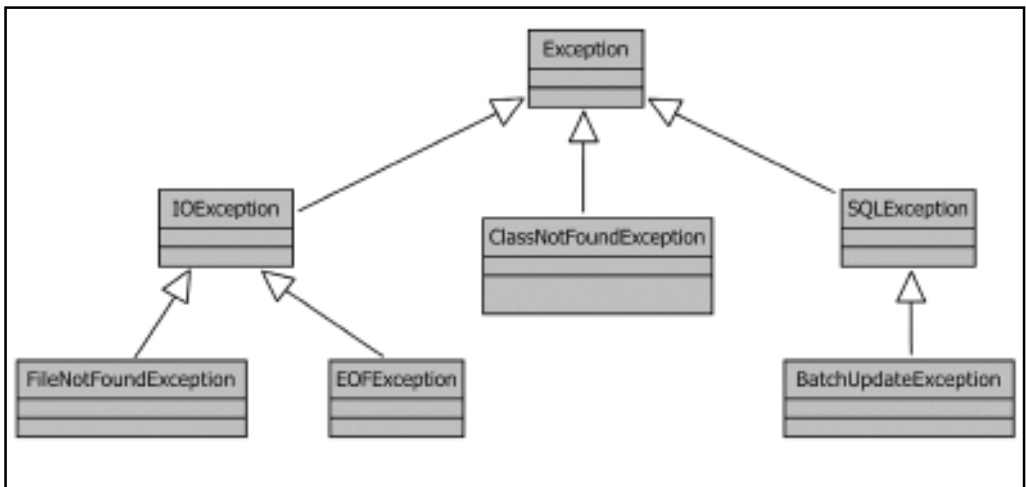 Exception
IOException
ClassNotFoundException
SQLException
FileNotFoundException
EOFException
BatchUpdateException